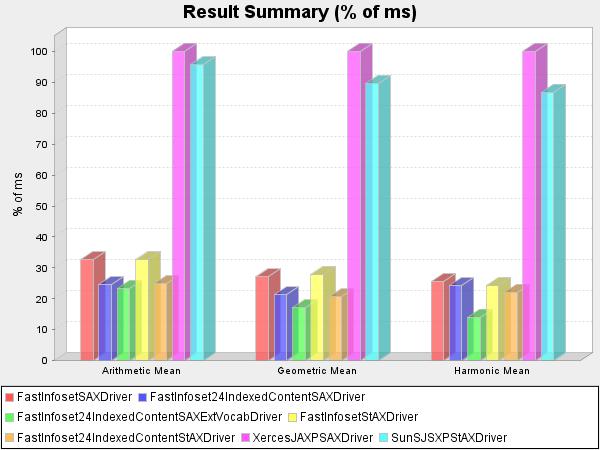 Result Summary (% of ms)
% of ms
100
90
80
70
60
50
40
30
20
10
0
Arithmetic Mean
Geometric Mean
Harmonic Mean
FastInfosetSAXDriver FastInfoset24IndexedContentSAXDriver
FastInfoset24IndexedContentSAXExtVocabDriver FastInfosetStAXDriver
FastInfoset24IndexedContentStAXDriver XercesJAXPSAXDriver SunSJSXPStAXDriver